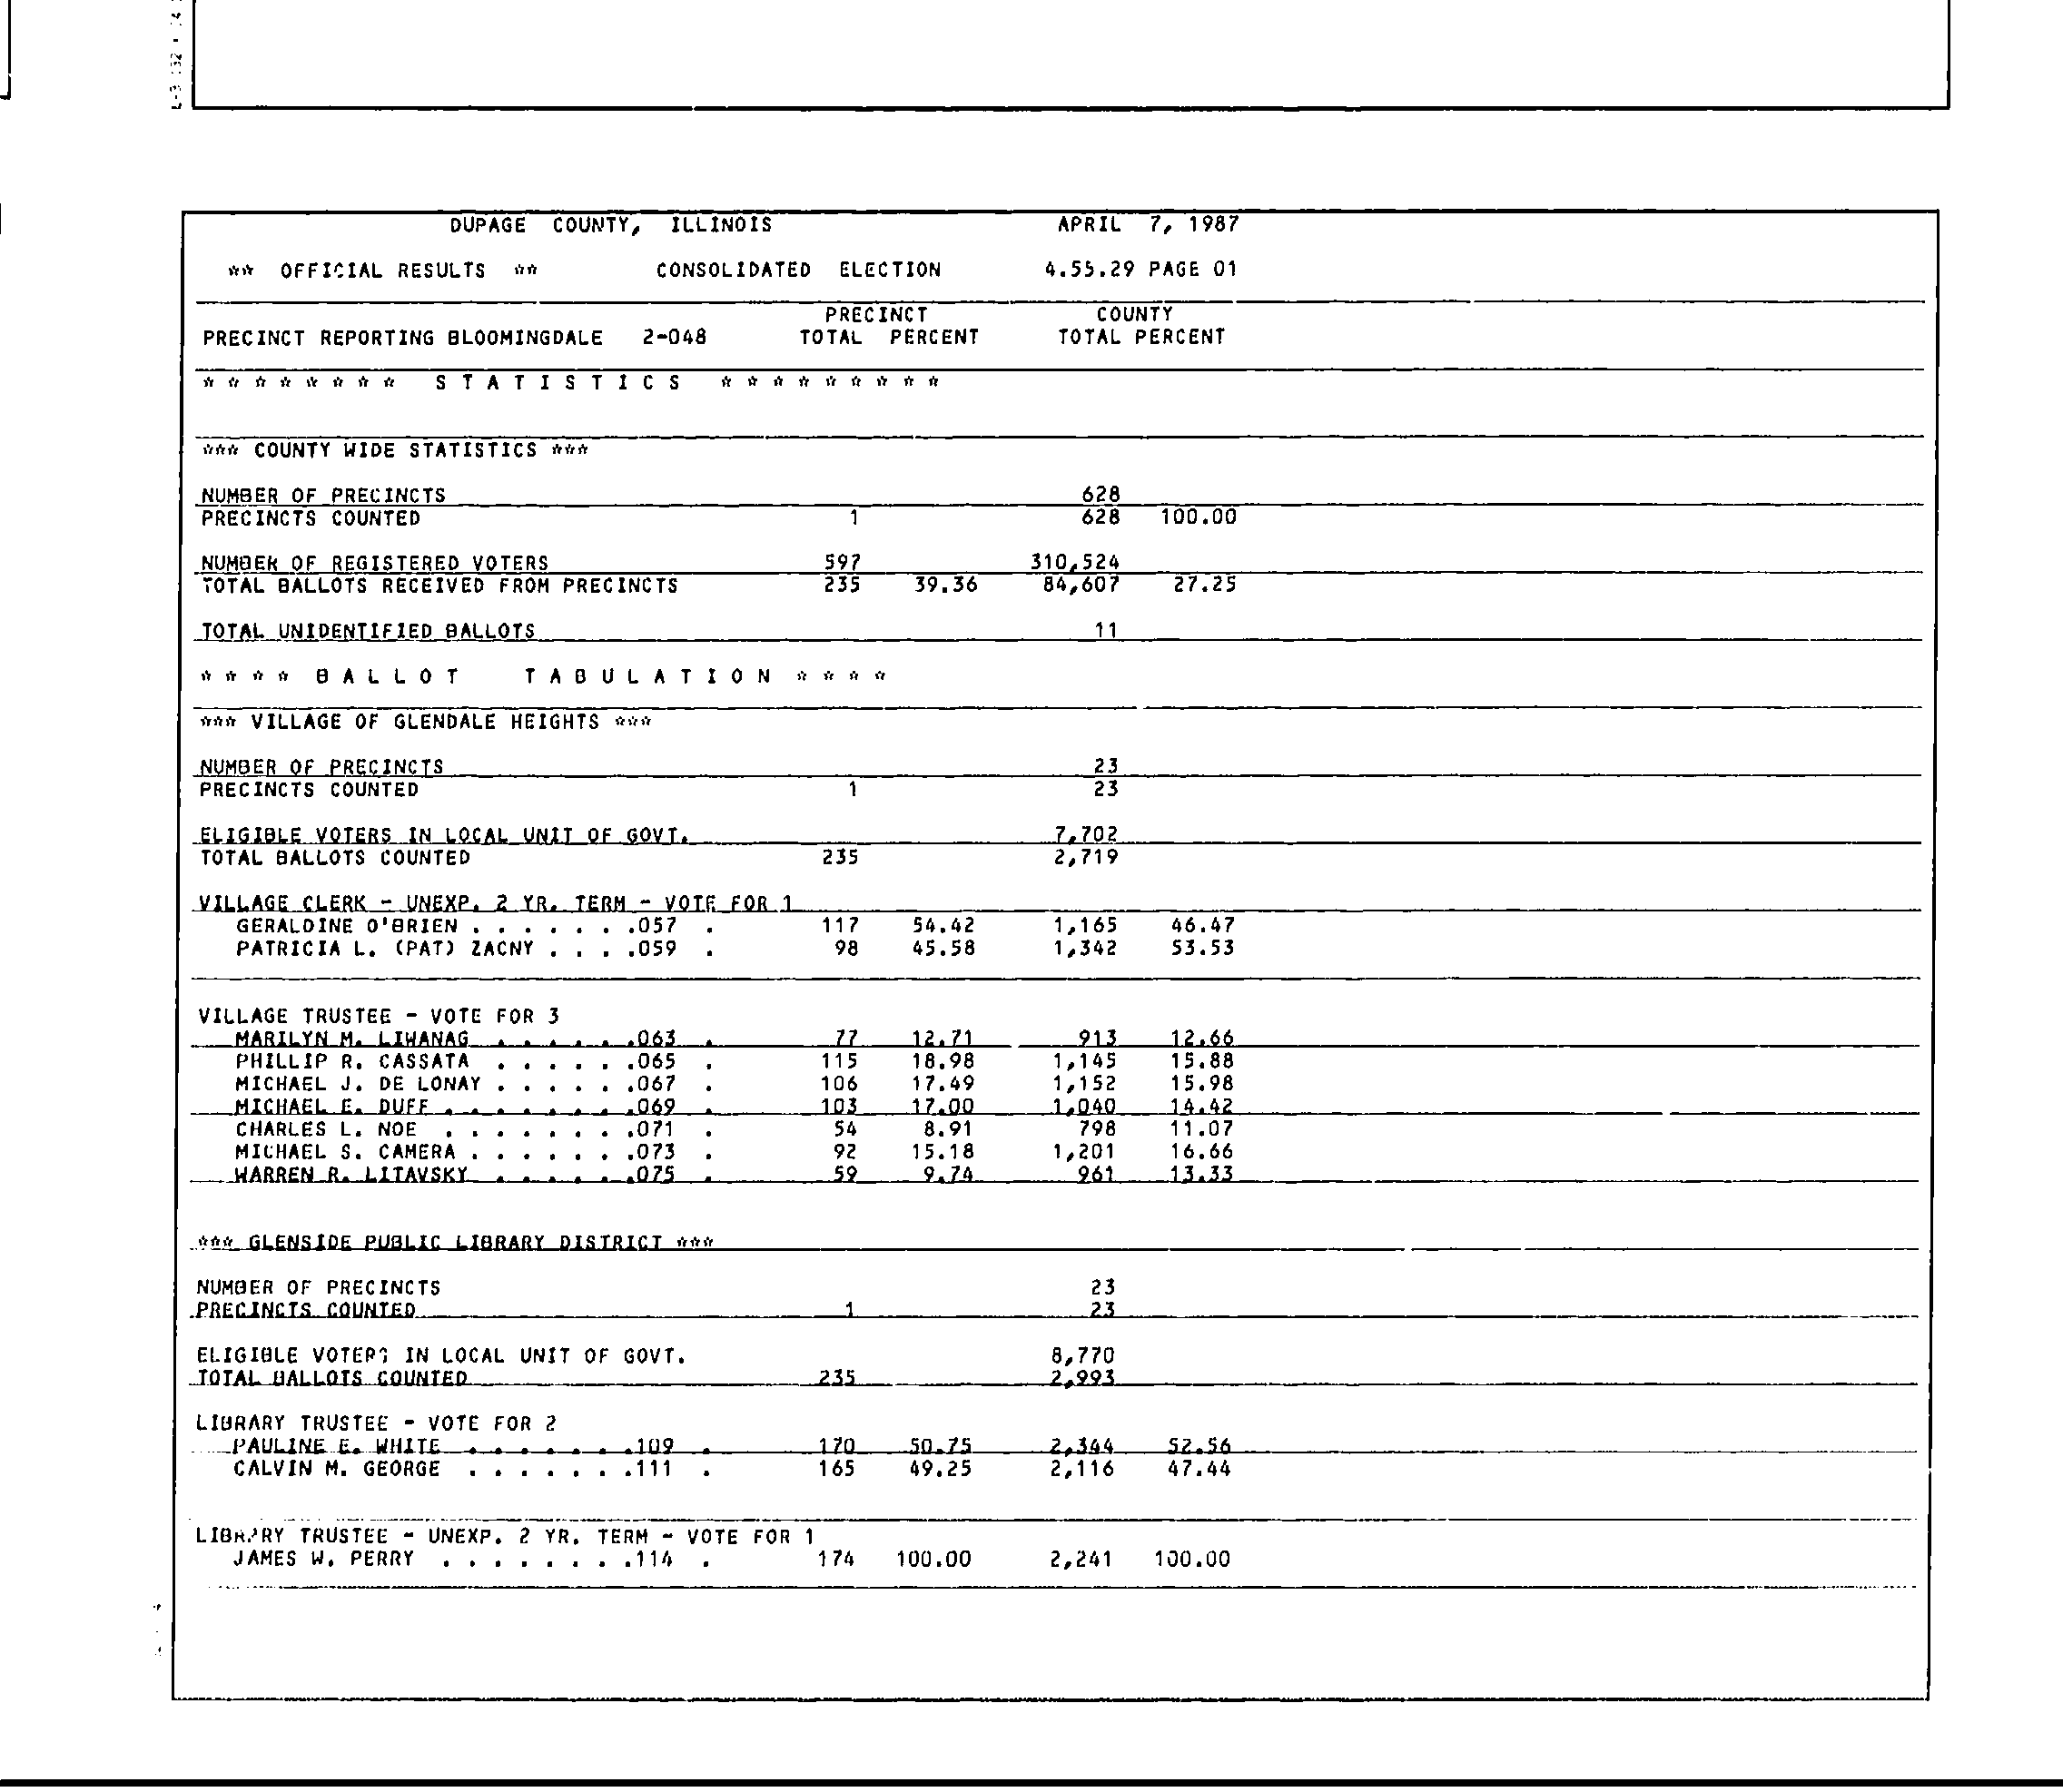 DUPAGE COUNTY, ILLINOIS APRIL 7, 1987
** OFFICIAL RESULTS ** CONSOLIDATED ELECTION 4.55.29 PAGE 01
PRECINCT COUNTY
PRECINCT REPORTING BLOOMINGDALE 2-048 TOTAL PERCENT TOTAL PERCENT
* * * * * * * * S T A T I S T I C S * * * * * * * * *
*** COUNTY WIDE STATISTICS ***
NUMBER OF PRECINCTS 628
PRECINCTS COUNTED 1 628 100.00
NUMBER OF REGISTERED VOTERS 597 310,524
TOTAL BALLOTS RECEIVED FROM PRECINCTS 235 39.36 84,607 27.25
TOTAL UNIDENTIFIED BALLOTS 11
* * * * B A L L O T T A B U L A T I O N * * * *
*** VILLAGE OF GLENDALE HEIGHTS ***
NUMBER OF PRECINCTS 23
PRECINCTS COUNTED 1 23
ELIGIBLE VOTERS IN LOCAL UNIT OF GOVT. 7,702
TOTAL BALLOTS COUNTED 235 2,719
VILLAGE CLERK - UNEXP. 2 YR. TERM - VOTE FOR 1
GERALDINE O'BRIEN . . . . . . .057 . 117 54.42 1,165 46.47
PATRICIA L. (PAT) ZACNY . . . .059 . 98 45.58 1,342 53.53
VILLAGE TRUSTEE - VOTE FOR 3
MARILYN M. LIWANAG . . . . . .063 . 77 12.71 913 12.66
PHILLIP R. CASSATA . . . . . .065 . 115 18.98 1,145 15.88
MICHAEL J. DE LONAY . . . . . .067 . 106 17.49 1,152 15.98
MICHAEL E. DUFF . . . . . . . .069 . 103 17.00 1,040 14.42
CHARLES L. NOE . . . . . . . .071 . 54 8.91 798 11.07
MICHAEL S. CAMERA . . . . . . .073 . 92 15.18 1,201 16.66
WARREN R. LITAVSKY . . . . . .075 . 59 9.74 961 13.33
*** GLENSIDE PUBLIC LIBRARY DISTRICT ***
NUMBER OF PRECINCTS 23
PRECINCTS COUNTED 1 23
ELIGIBLE VOTERS IN LOCAL UNIT OF GOVT. 8,770
TOTAL BALLOTS COUNTED 235 2,993
LIBRARY TRUSTEE - VOTE FOR 2
PAULINE E. WHITE . . . . . . .109 . 170 50.75 2,344 52.56
CALVIN M. GEORGE . . . . . . .111 . 165 49.25 2,116 47.44
LIBRARY TRUSTEE - UNEXP. 2 YR. TERM - VOTE FOR 1
JAMES W. PERRY . . . . . . . .114 . 174 100.00 2,241 100.00